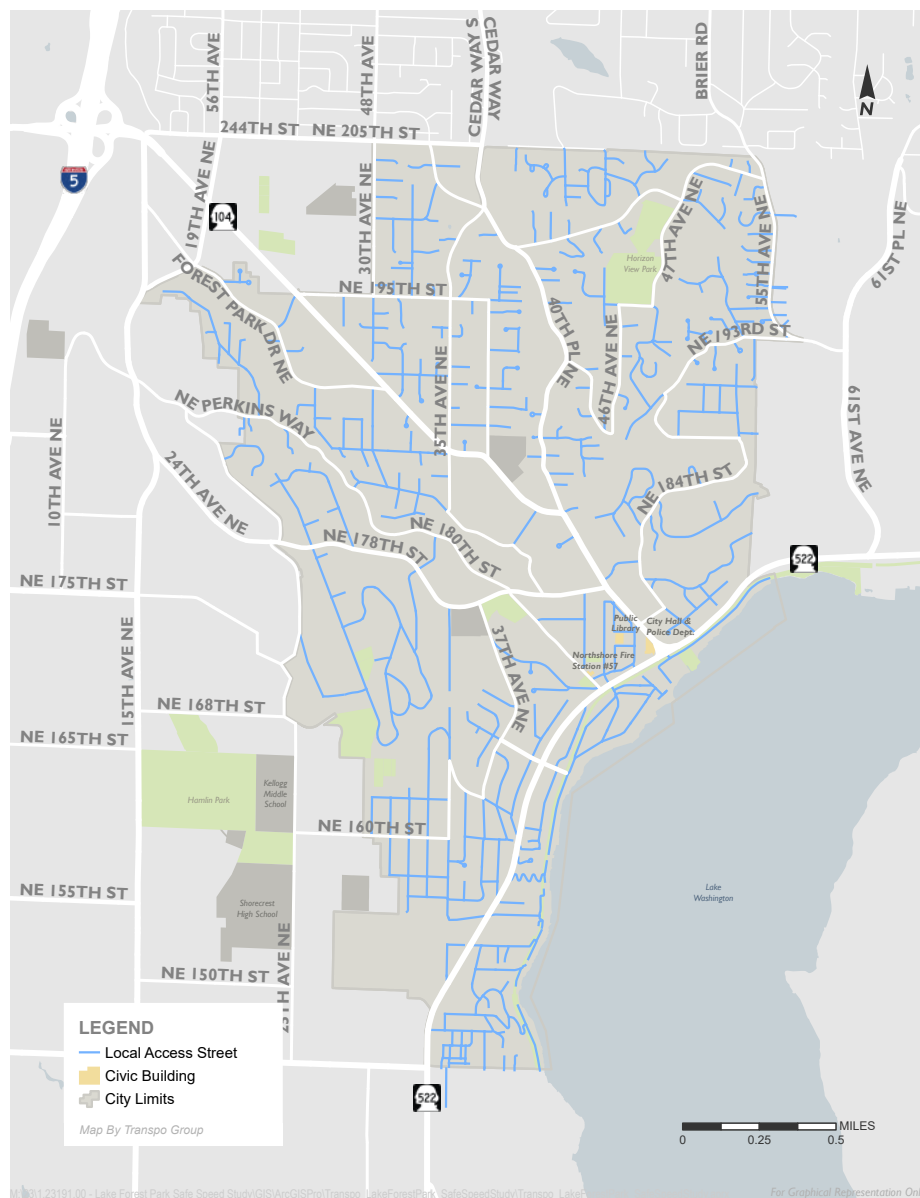 56TH AVE
48TH AVE
CEDAR WAY S
CEDAR WAY
BRIER RD
N
244TH ST
NE 205TH ST
5
19TH AVE NE
104
30TH AVE NE
47TH AVE NE
55TH AVE NE
61ST PL NE
Horizon
View Park
FOREST PARK DR NE
NE 195TH ST
40TH PL NE
46TH AVE NE
NE 193RD ST
35TH AVE NE
NE PERKINS WAY
61ST AVE NE
10TH AVE NE
24TH AVE NE
NE 184TH ST
NE 178TH ST
NE 180TH ST
522
NE 175TH ST
Public
Library
City Hall &
Police Dept.
15TH AVE NE
37TH AVE NE
Northshore Fire
Station #57
NE 168TH ST
NE 165TH ST
Kellogg
Middle
School
Hamlin Park
NE 160TH ST
NE 155TH ST
Lake
Washington
Shorecrest
High School
25TH AVE NE
NE 150TH ST
LEGEND
Local Access Street
Civic Building
City Limits
Map By Transpo Group
522
MILES
0 0.25 0.5
For Graphical Representation On